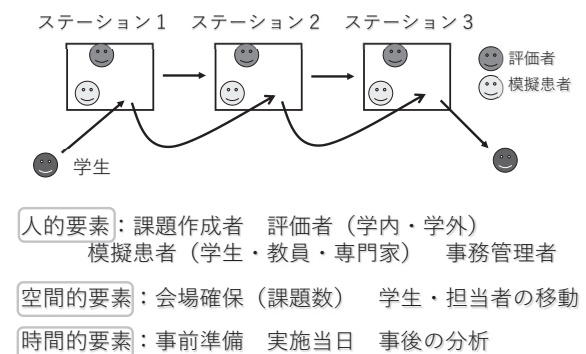 ステーション1　ステーション2　ステーション3
評価者
模擬患者
学生
人的要素：課題作成者　評価者（学内・学外）
模擬患者（学生・教員・専門家）　事務管理者
空間的要素：会場確保（課題数）　学生・担当者の移動
時間的要素：事前準備　実施当日　事後の分析